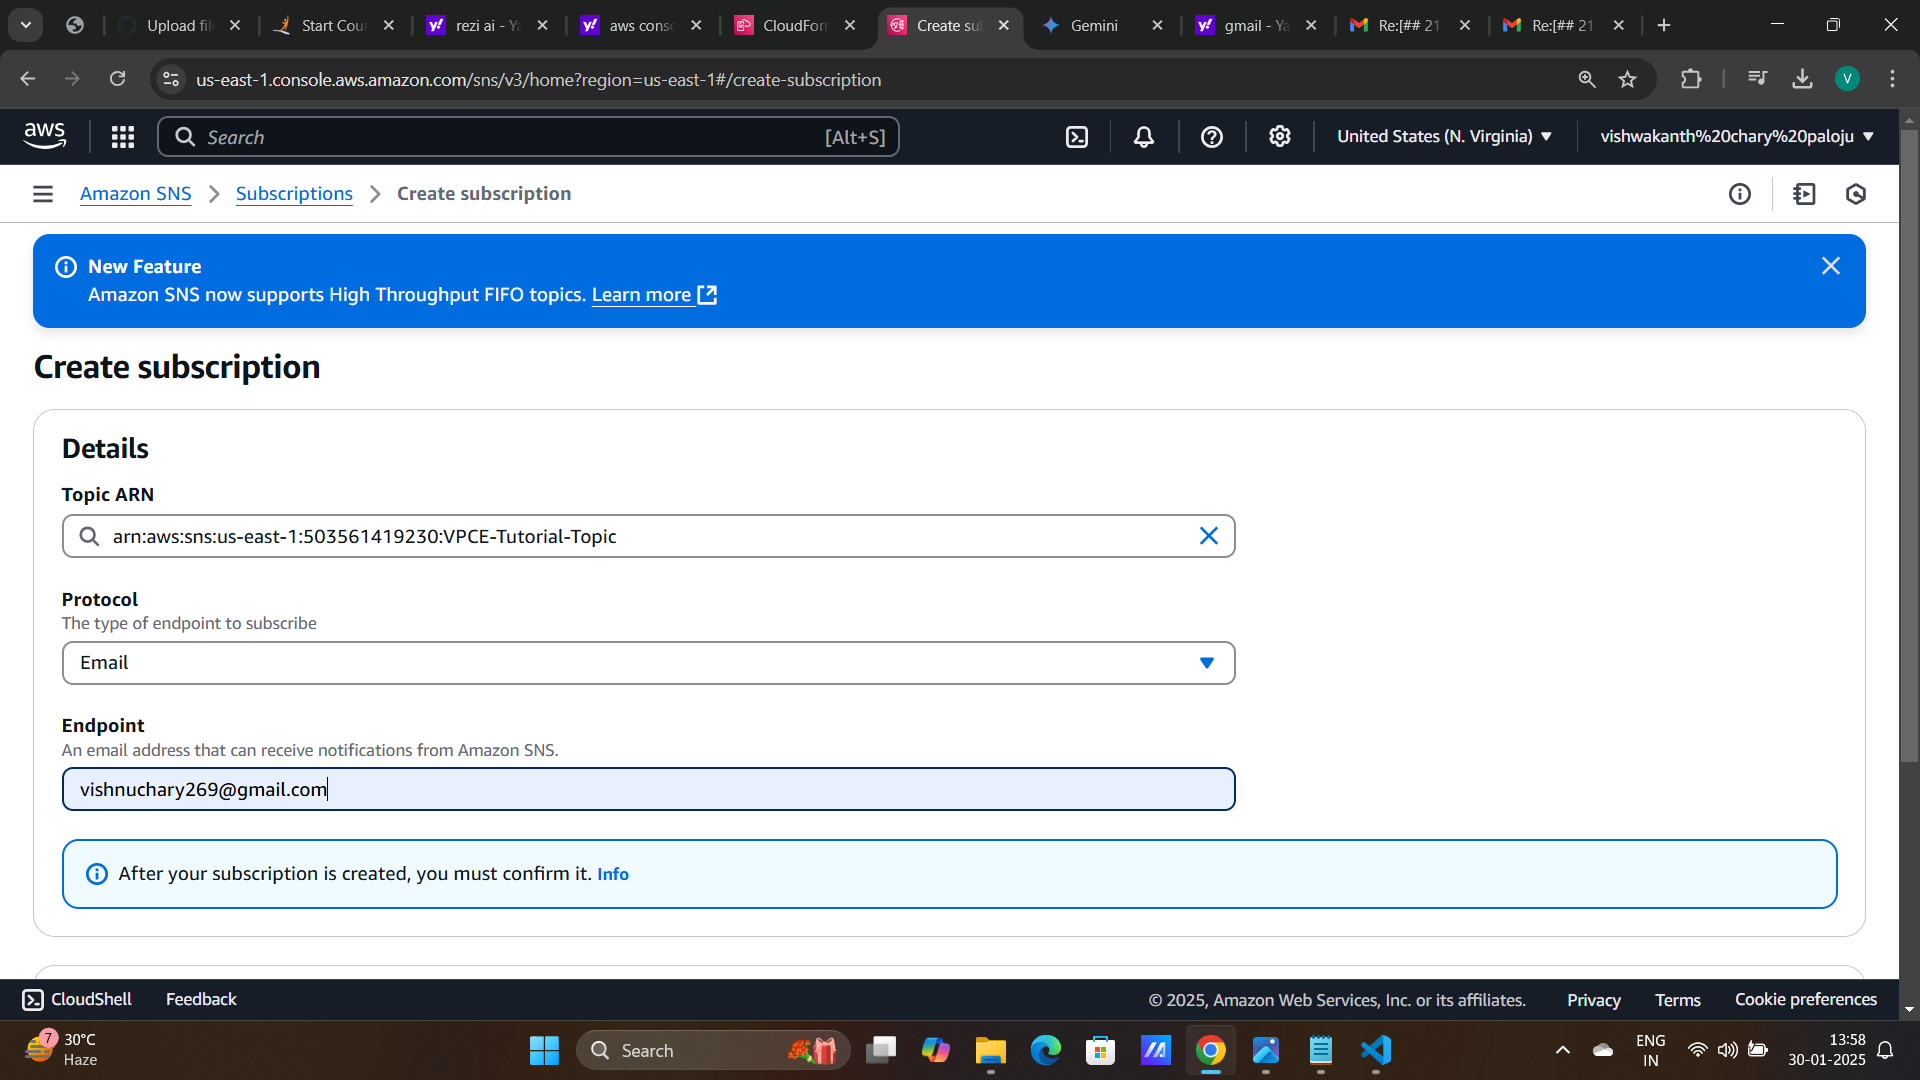 Upload fil
Start Cour
rezi ai - Ya
aws conso
CloudForm
Create sub
Gemini
gmail - Ya
Re:[## 217
Re:[## 217
us-east-1.console.aws.amazon.com/sns/v3/home?region=us-east-1#/create-subscription
V
aws
Search
[Alt+S]
United States (N. Virginia)
vishwakanth%20chary%20paloju
Amazon SNS
Subscriptions
Create subscription
New Feature
Amazon SNS now supports High Throughput FIFO topics. Learn more
Create subscription
Details
Topic ARN
arn:aws:sns:us-east-1:503561419230:VPCE-Tutorial-Topic
Protocol
The type of endpoint to subscribe
Email
Endpoint
An email address that can receive notifications from Amazon SNS.
vishnuchary269@gmail.com
After your subscription is created, you must confirm it. Info
CloudShell
Feedback
© 2025, Amazon Web Services, Inc. or its affiliates.
Privacy
Terms
Cookie preferences
7
30°C
Haze
Search
ENG
IN
13:58
30-01-2025